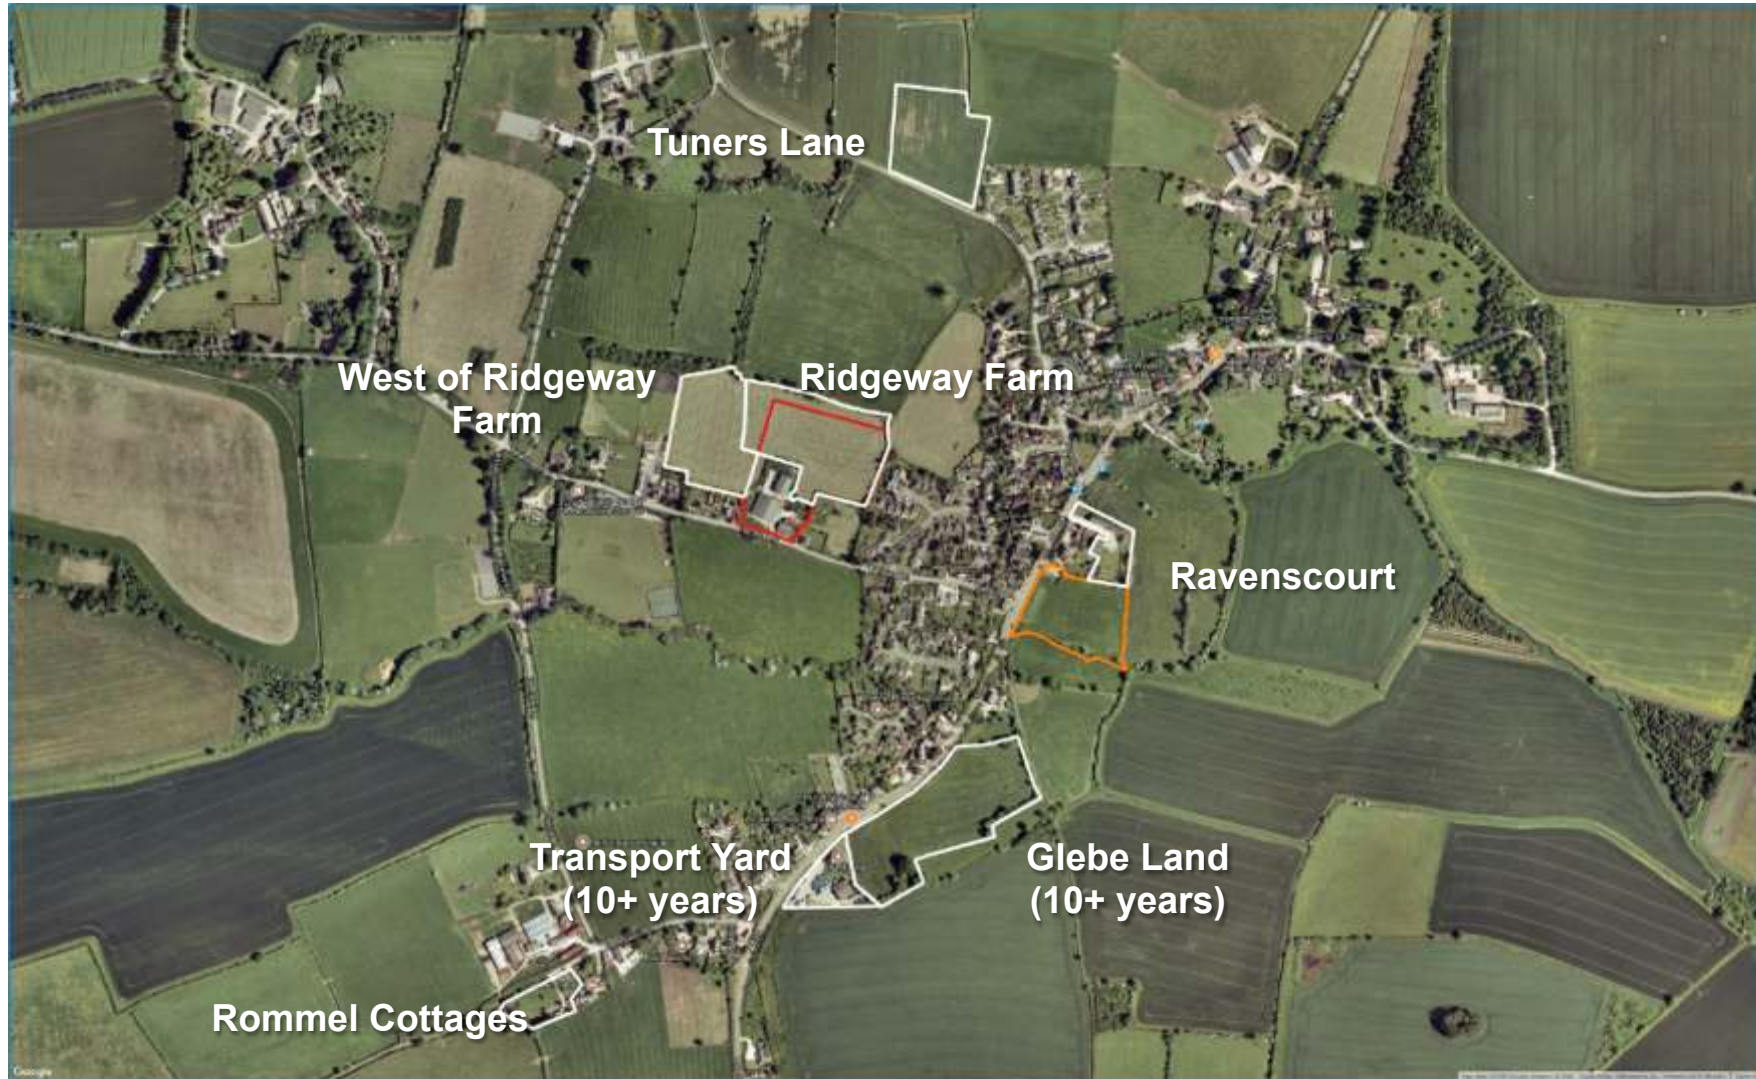 Tuners Lane
West of Ridgeway
Farm
Ridgeway Farm
Ravenscourt
Transport Yard
(10+ years)
Glebe Land
(10+ years)
Rommel Cottages
Google